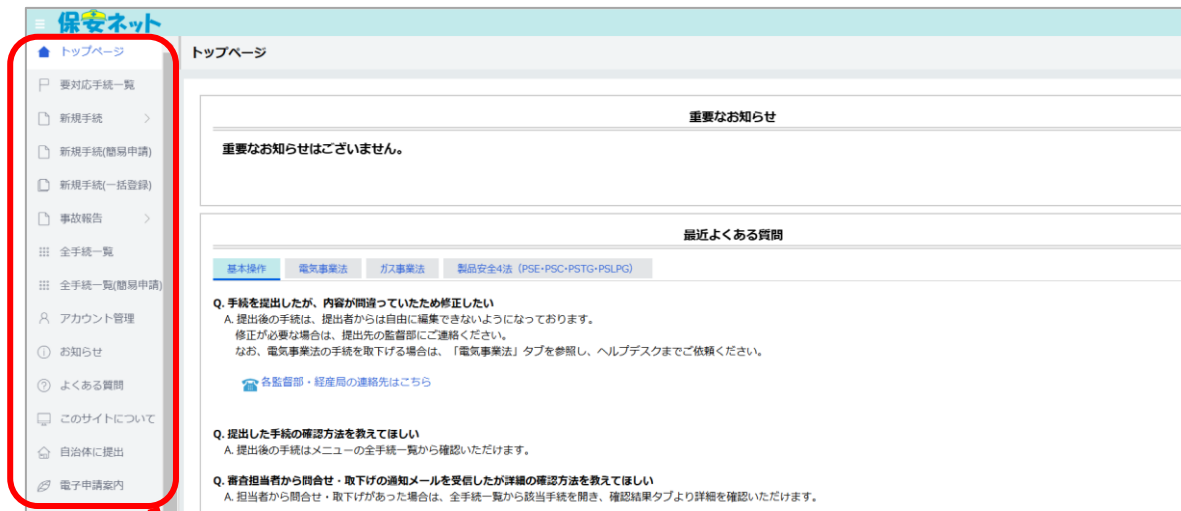 保安ネット
トップページ
要対応手続一覧
新規手続
新規手続(簡易申請)
新規手続(一括登録)
事故報告
全手続一覧
全手続一覧(簡易申請)
アカウント管理
お知らせ
よくある質問
このサイトについて
自治体に提出
電子申請案内
トップページ
重要なお知らせ
重要なお知らせはございません。
最近よくある質問
基本操作 電気事業法 ガス事業法 製品安全4法（PSE・PSC・PSTG・PSLPG）
Q. 手続を提出したが、内容が間違っていたため修正したい
A. 提出後の手続は、提出者からは自由に編集できないようになっております。
修正が必要な場合は、提出先の監督部にご連絡ください。
なお、電気事業法の手続を取下げる場合は、「電気事業法」タブを参照し、ヘルプデスクまでご依頼ください。
各監督部・経産局の連絡先はこちら
Q. 提出した手続の確認方法を教えてほしい
A. 提出後の手続はメニューの全手続一覧から確認いただけます。
Q. 審査担当者から問合せ・取下げの通知メールを受信したが詳細の確認方法を教えてほしい
A. 担当者から問合せ・取下げがあった場合は、全手続一覧から該当手続を開き、確認結果タブより詳細を確認いただけます。